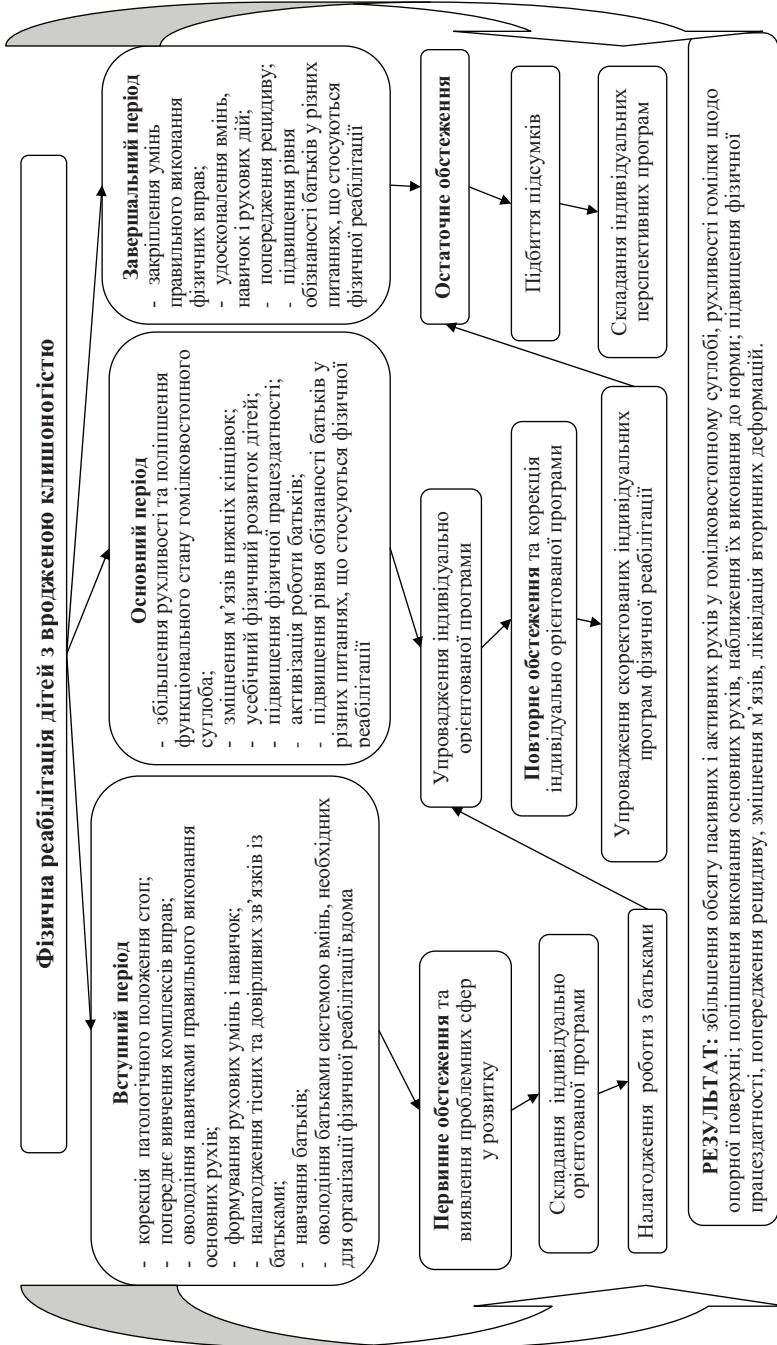 Фізична реабілітація дітей з вродженою клишоногістю
Вступний період
- корекція патологічного положення стоп;
- попереднє вивчення комплексів вправ;
- оволодіння навичками правильного виконання
основних рухів;
- формування рухових умінь і навичок;
- налагодження тісних та довірливих зв’язків із
батьками;
- навчання батьків;
- оволодіння батьками системою вмінь, необхідних
для організації фізичної реабілітації вдома
Основний період
- збільшення рухливості та поліпшення
функціонального стану гомілковостопного
суглоба;
- зміцнення м’язів нижніх кінцівок;
- усебічний фізичний розвиток дітей;
- підвищення фізичної працездатності;
- активізація роботи батьків;
- підвищення рівня обізнаності батьків у
різних питаннях, що стосуються фізичної
реабілітації
Завершальний період
- закріплення умінь
правильного виконання
фізичних вправ;
- удосконалення вмінь,
навичок і рухових дій;
- попередження рецидиву;
- підвищення рівня
обізнаності батьків у різних
питаннях, що стосуються
фізичної реабілітації
Первинне обстеження та
виявлення проблемних сфер
у розвитку
Складання індивідуально
орієнтованої програми
Налагодження роботи з батьками
Упровадження індивідуально
орієнтованої програми
Повторне обстеження та корекція
індивідуально орієнтованої програми
Упровадження скоректованих індивідуальних
програм фізичної реабілітації
Остаточне обстеження
Підбиття підсумків
Складання індивідуальних
перспективних програм
РЕЗУЛЬТАТ: збільшення обсягу пасивних і активних рухів у гомілковостопному суглобі, рухливості гомілки щодо
опорної поверхні; поліпшення виконання основних рухів, наближення їх виконання до норми; підвищення фізичної
працездатності, попередження рецидиву, зміцнення м’язів, ліквідація вторинних деформацій.